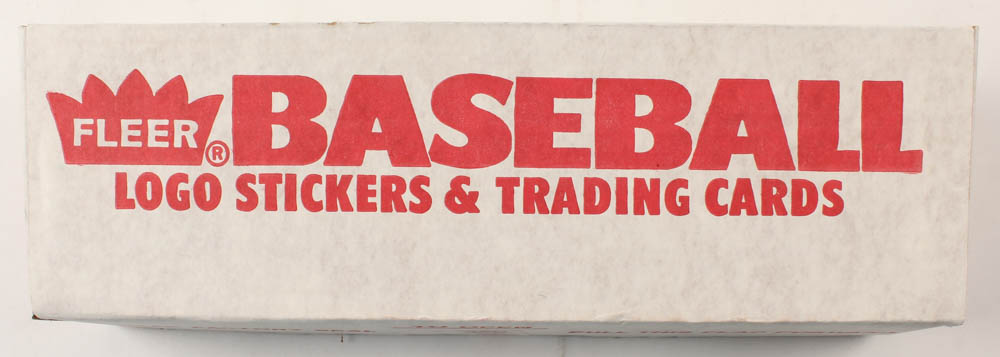 FLEER® BASEBALL
LOGO STICKERS & TRADING CARDS